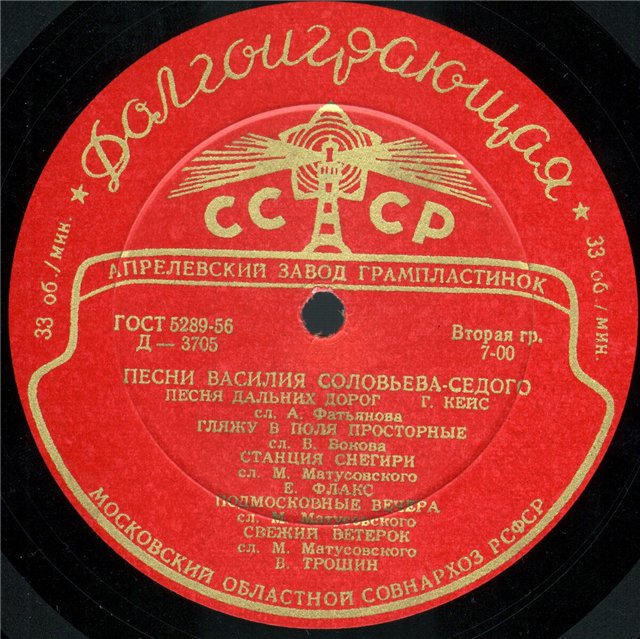 Долгоиграющая
33 об./мин.
33 об./мин.
СССР
АПРЕЛЕВСКИЙ ЗАВОД ГРАМПЛАСТИНОК
ГОСТ 5289-56
Д — 3705
Вторая гр.
7-00
ПЕСНИ ВАСИЛИЯ СОЛОВЬЕВА-СЕДОГО
ПЕСНЯ ДАЛЬНИХ ДОРОГ Г. КЕЙС
сл. А. Фатьянова
ГЛЯЖУ В ПОЛЯ ПРОСТОРНЫЕ
сл. В. Бокова
СТАНЦИЯ СНЕГИРИ
сл. М. Матусовского
Е. ФЛАКС
ПОДМОСКОВНЫЕ ВЕЧЕРА
сл. М. Матусовского
СВЕЖИЙ ВЕТЕРОК
сл. М. Матусовского
В. ТРОШИН
МОСКОВСКИЙ ОБЛАСТНОЙ СОВНАРХОЗ РСФСР